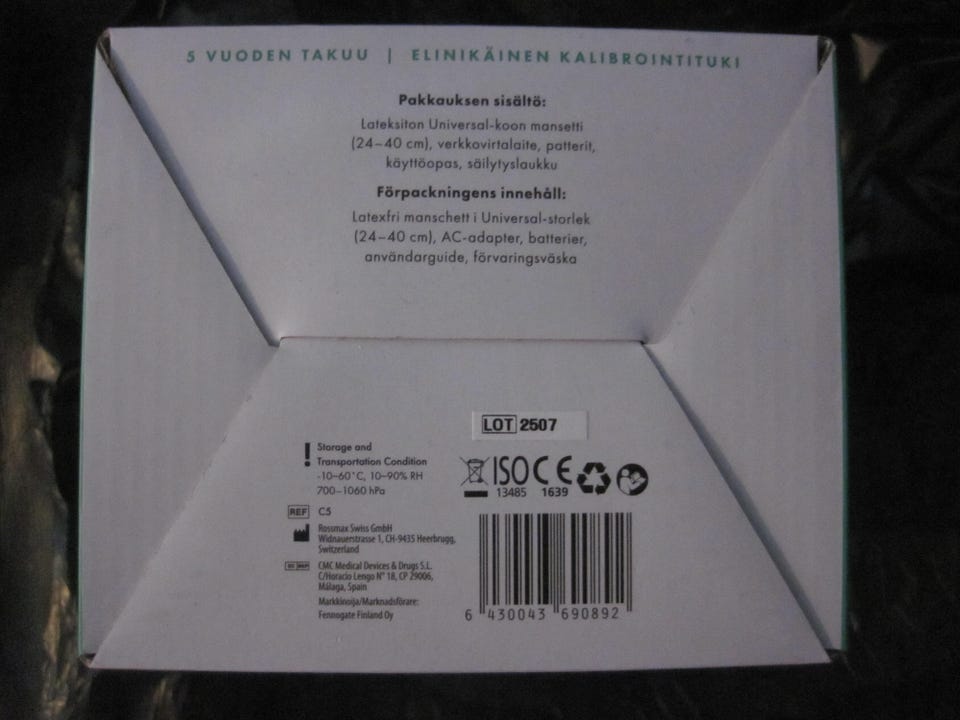 5 VUODEN TAKUU | ELINIKÄINEN KALIBROINTITUKI
Pakkauksen sisältö:
Lateksiton Universal-koon mansetti
(24–40 cm), verkkovirtalaite, patterit,
käyttöopas, säilytyslaukku
Förpackningens innehåll:
Latexfri manschett i Universal-storlek
(24–40 cm), AC-adapter, batterier,
användarguide, förvaringsväska
LOT 2507
! Storage and
Transportation Condition
-10~60°C, 10~90% RH
700~1060 hPa
ISO CE
13485 1639
REF C5
Rossmax Swiss GmbH
Widnauerstrasse 1, CH-9435 Heerbrugg,
Switzerland
EC REP CMC Medical Devices & Drugs S.L.
C/Horacio Lengo N° 18, CP 29006,
Málaga, Spain
Markkinoija/Marknadsförare:
Fennogate Finland Oy
6 430043 690892